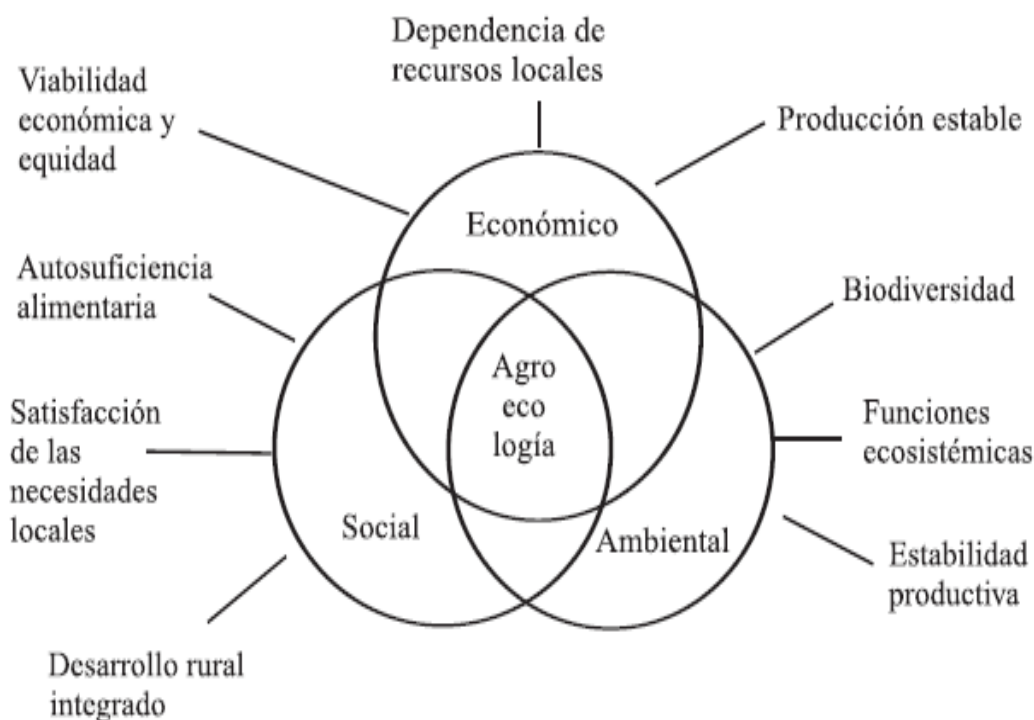 Dependencia de
recursos locales
Viabilidad
económica y
equidad
Producción estable
Económico
Autosuficiencia
alimentaria
Biodiversidad
Agro
eco
logía
Satisfacción
de las
necesidades
locales
Funciones
ecosistémicas
Social
Ambiental
Estabilidad
productiva
Desarrollo rural
integrado